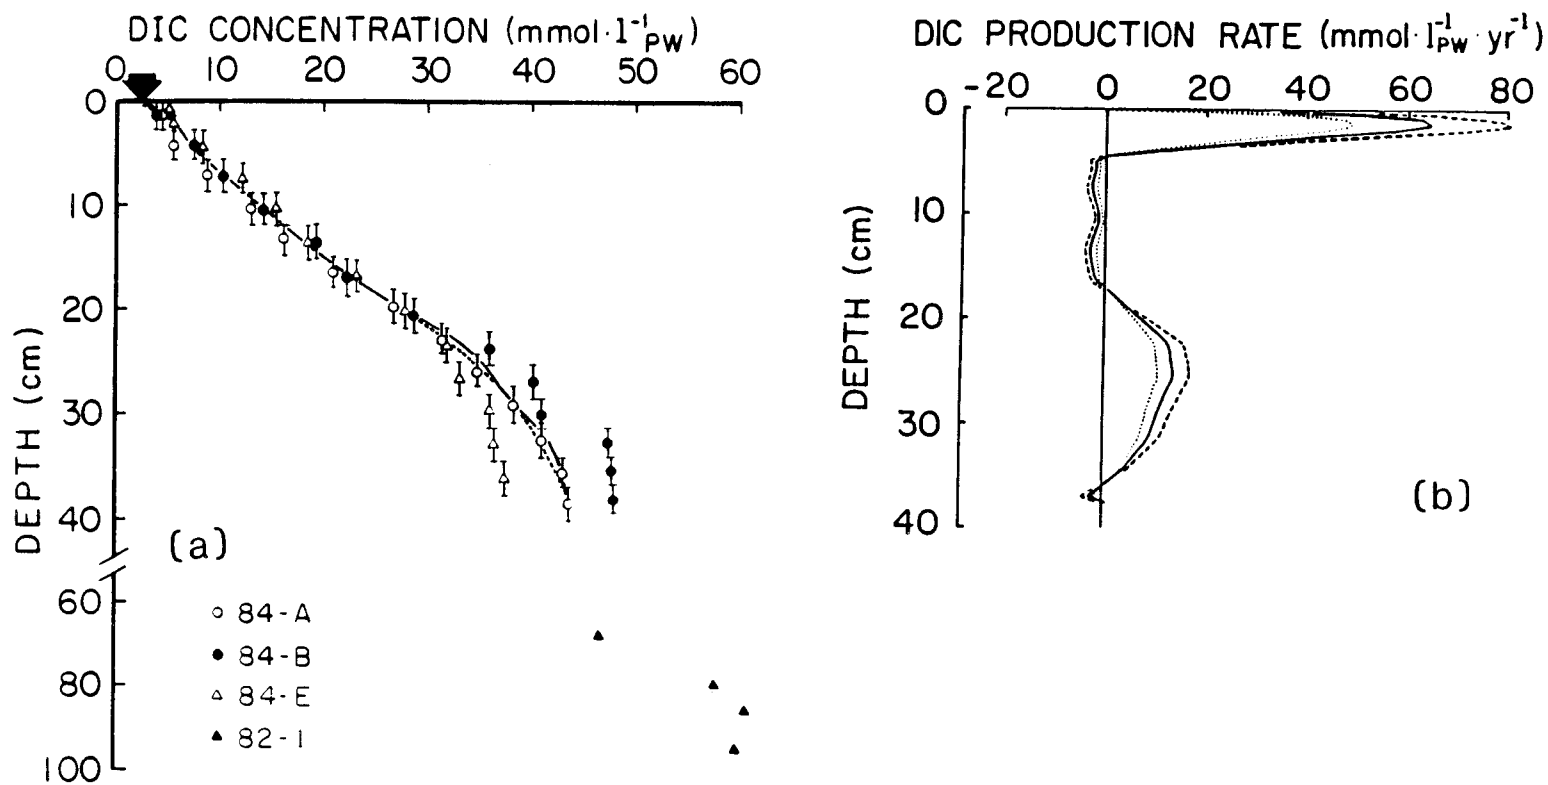 DIC CONCENTRATION (mmol·l⁻¹PW)
0 10 20 30 40 50 60
0
10
20
30
40
60
80
100
DEPTH (cm)
(a)
84-A
84-B
84-E
82-1
DIC PRODUCTION RATE (mmol·l⁻¹PW·yr⁻¹)
-20 0 20 40 60 80
0
10
20
30
40
DEPTH (cm)
(b)